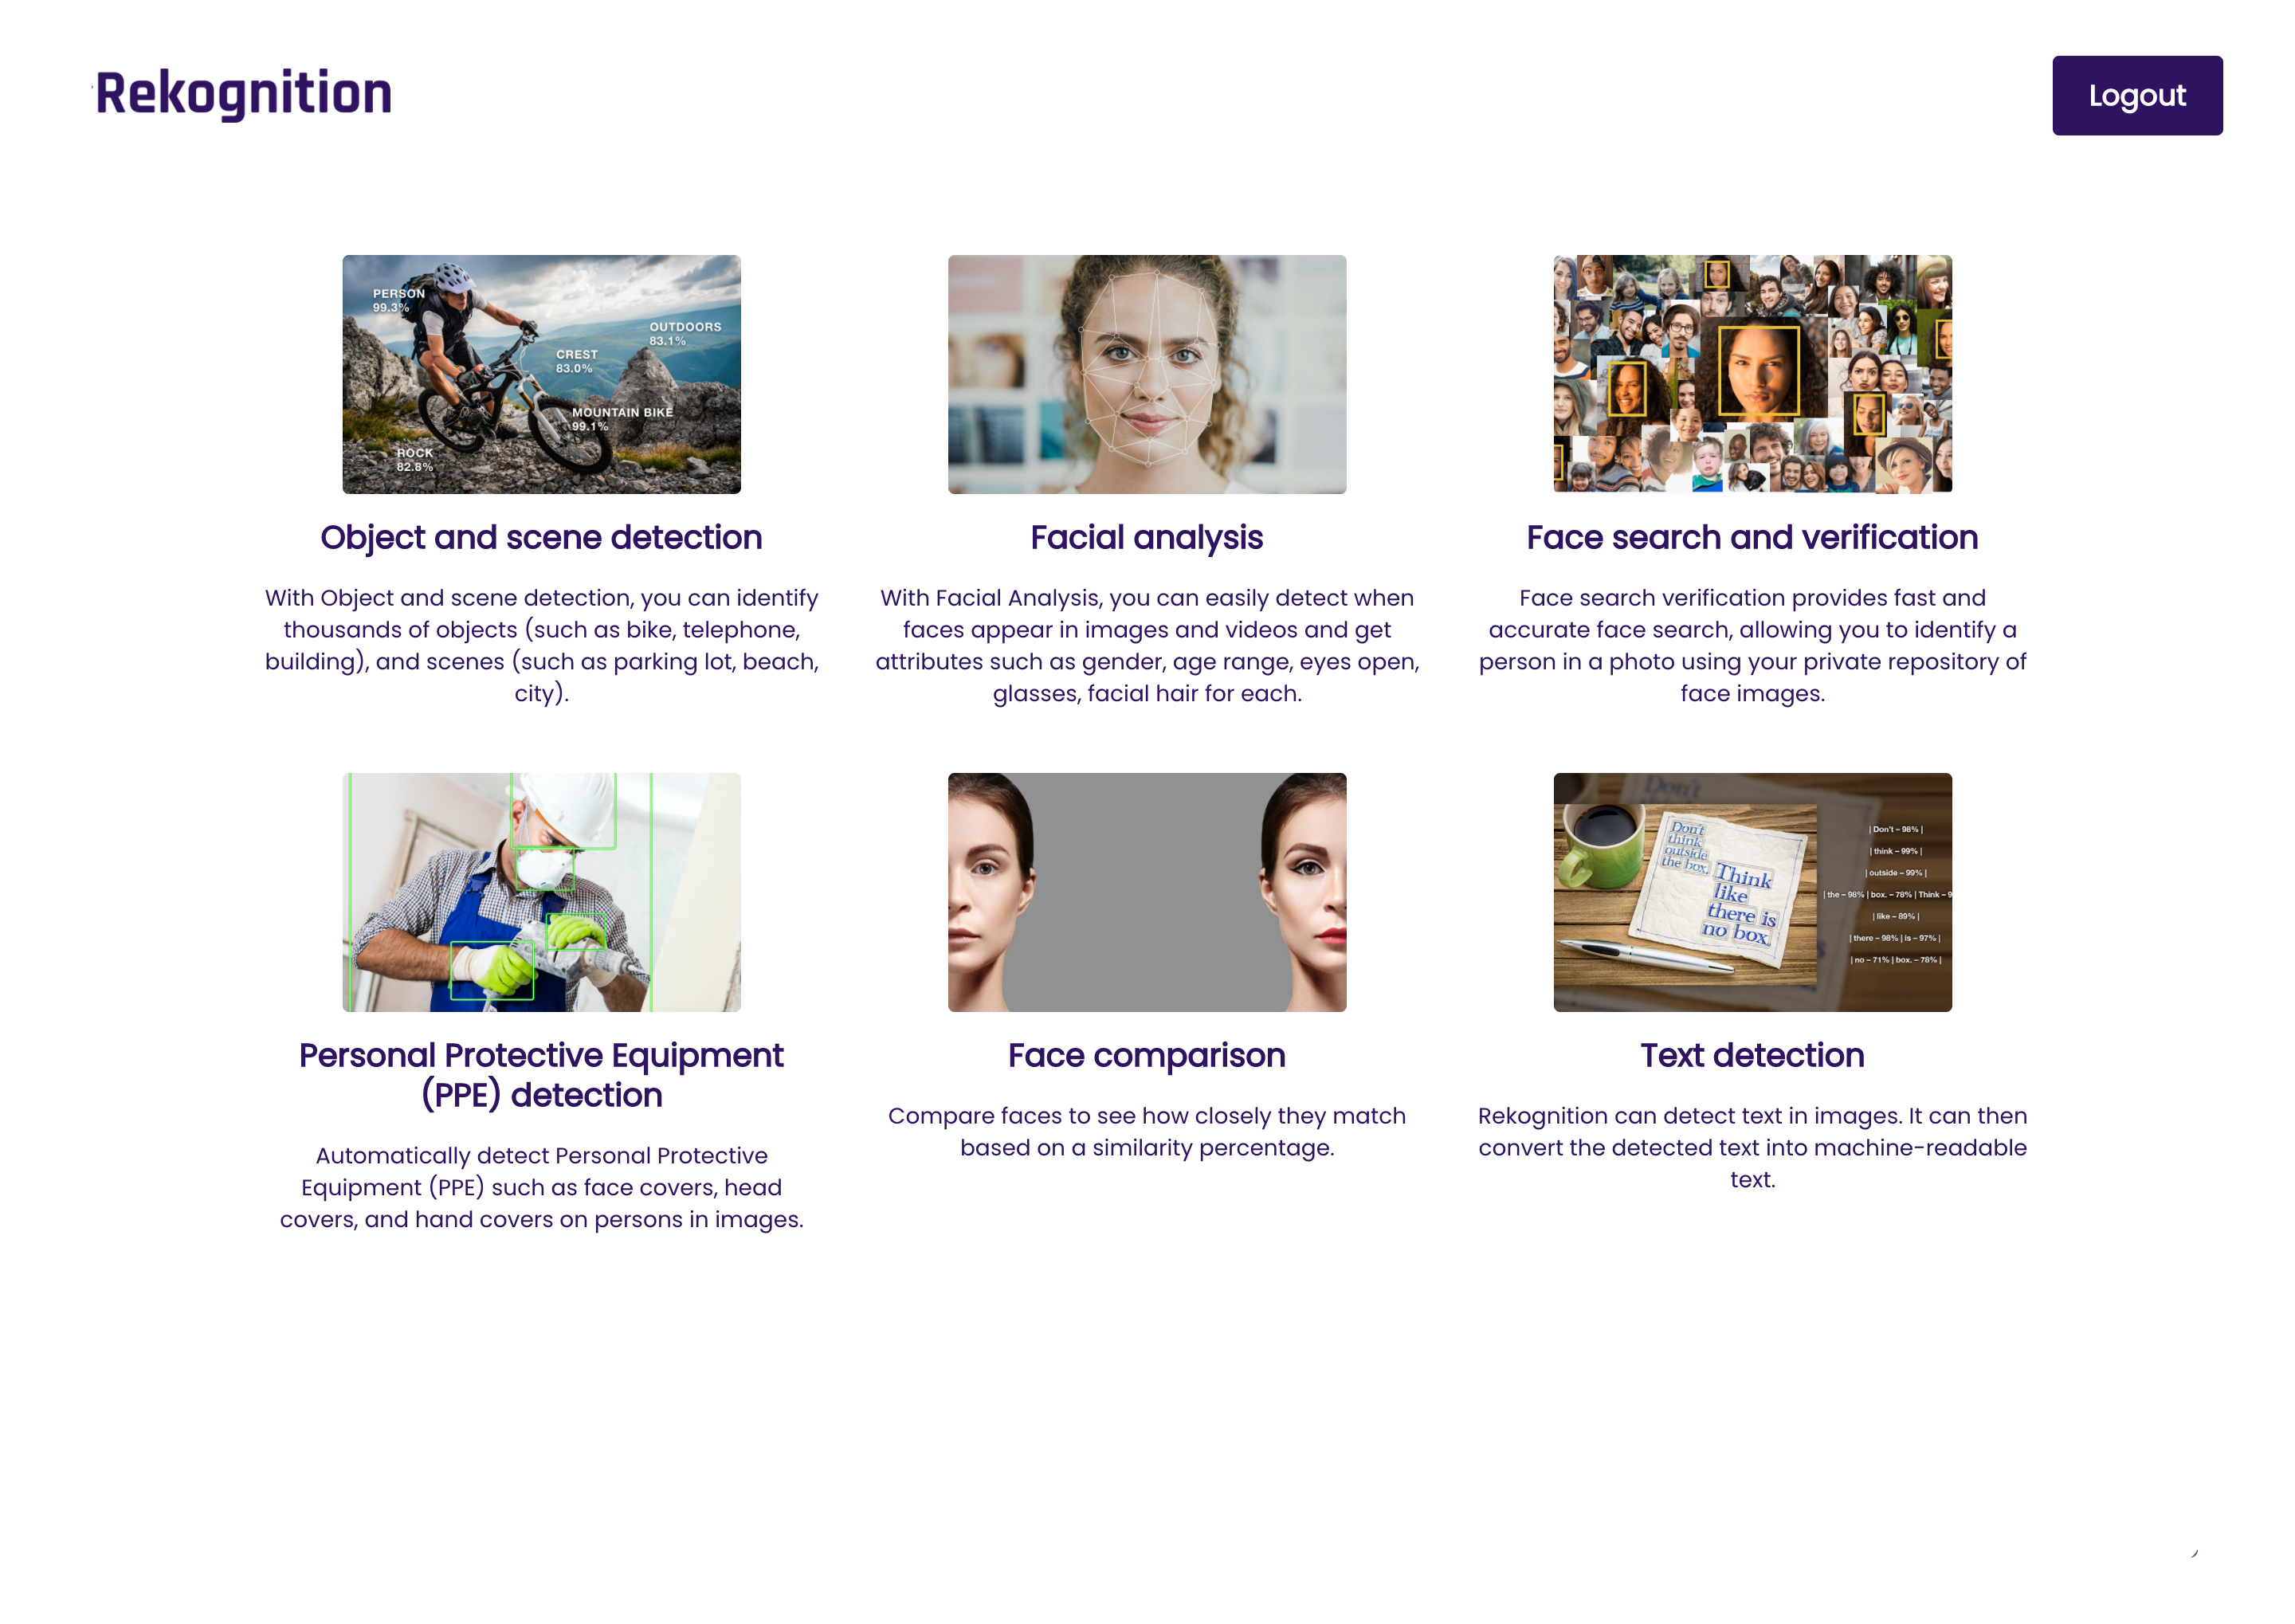 Rekognition
Logout
PERSON
99.3%
OUTDOORS
83.1%
CREST
83.0%
MOUNTAIN BIKE
99.1%
ROCK
82.8%
Object and scene detection
With Object and scene detection, you can identify
thousands of objects (such as bike, telephone,
building), and scenes (such as parking lot, beach,
city).
Facial analysis
With Facial Analysis, you can easily detect when
faces appear in images and videos and get
attributes such as gender, age range, eyes open,
glasses, facial hair for each.
Face search and verification
Face search verification provides fast and
accurate face search, allowing you to identify a
person in a photo using your private repository of
face images.
Personal Protective Equipment
(PPE) detection
Automatically detect Personal Protective
Equipment (PPE) such as face covers, head
covers, and hand covers on persons in images.
Face comparison
Compare faces to see how closely they match
based on a similarity percentage.
Don't
Don't
think
outside
the box.
Think
like
there is
no box.
| Don't – 98% |
| think – 99% |
| outside – 99% |
| the – 98% | box. – 78% | Think – 9
| like – 89% |
| there – 98% | is – 97% |
| no – 71% | box. – 78% |
Text detection
Rekognition can detect text in images. It can then
convert the detected text into machine-readable
text.